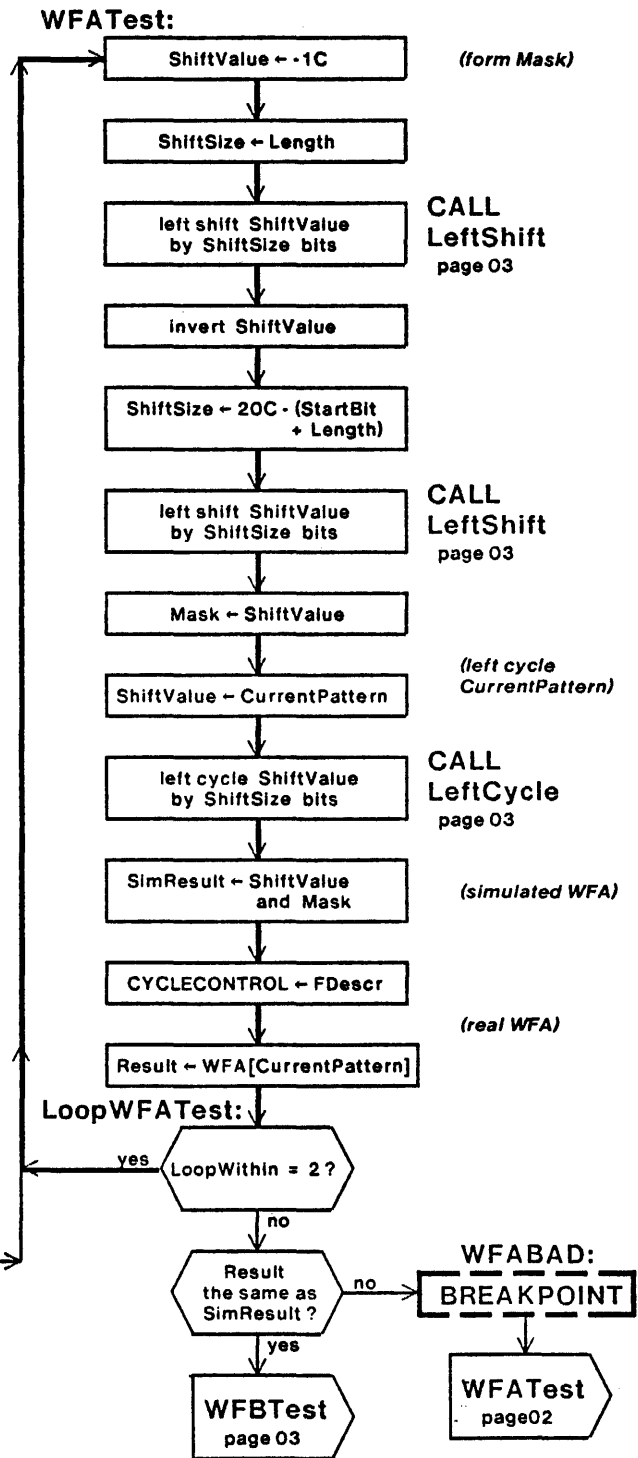 WFATest:
ShiftValue ← -1C
(form Mask)
ShiftSize ← Length
left shift ShiftValue
by ShiftSize bits
CALL
LeftShift
page 03
invert ShiftValue
ShiftSize ← 20C - (StartBit
+ Length)
left shift ShiftValue
by ShiftSize bits
CALL
LeftShift
page 03
Mask ← ShiftValue
(left cycle
CurrentPattern)
ShiftValue ← CurrentPattern
left cycle ShiftValue
by ShiftSize bits
CALL
LeftCycle
page 03
SimResult ← ShiftValue
and Mask
(simulated WFA)
CYCLECONTROL ← FDescr
(real WFA)
Result ← WFA[CurrentPattern]
LoopWFATest:
yes
LoopWithin = 2?
no
Result
the same as
SimResult?
no
yes
WFABAD:
BREAKPOINT
WFBTest
page 03
WFATest
page02